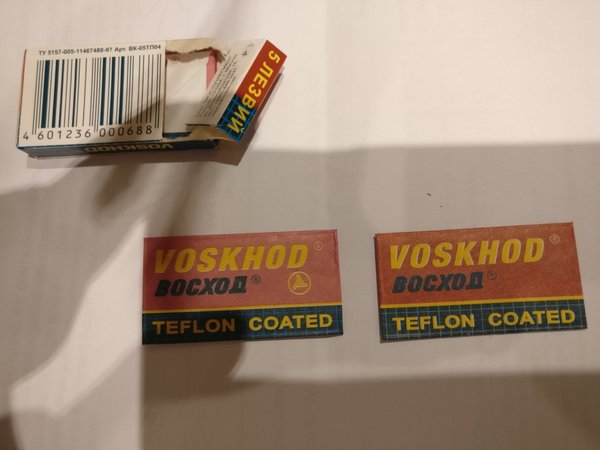 ТУ 5157-005-11467480-97 Арт. ВК-05ТП04
4 601236 000688
VOSKHOD
5 ЛЕЗВИЙ
VOSKHOD®
ВОСХОД®
TEFLON COATED
VOSKHOD®
ВОСХОД®
TEFLON COATED